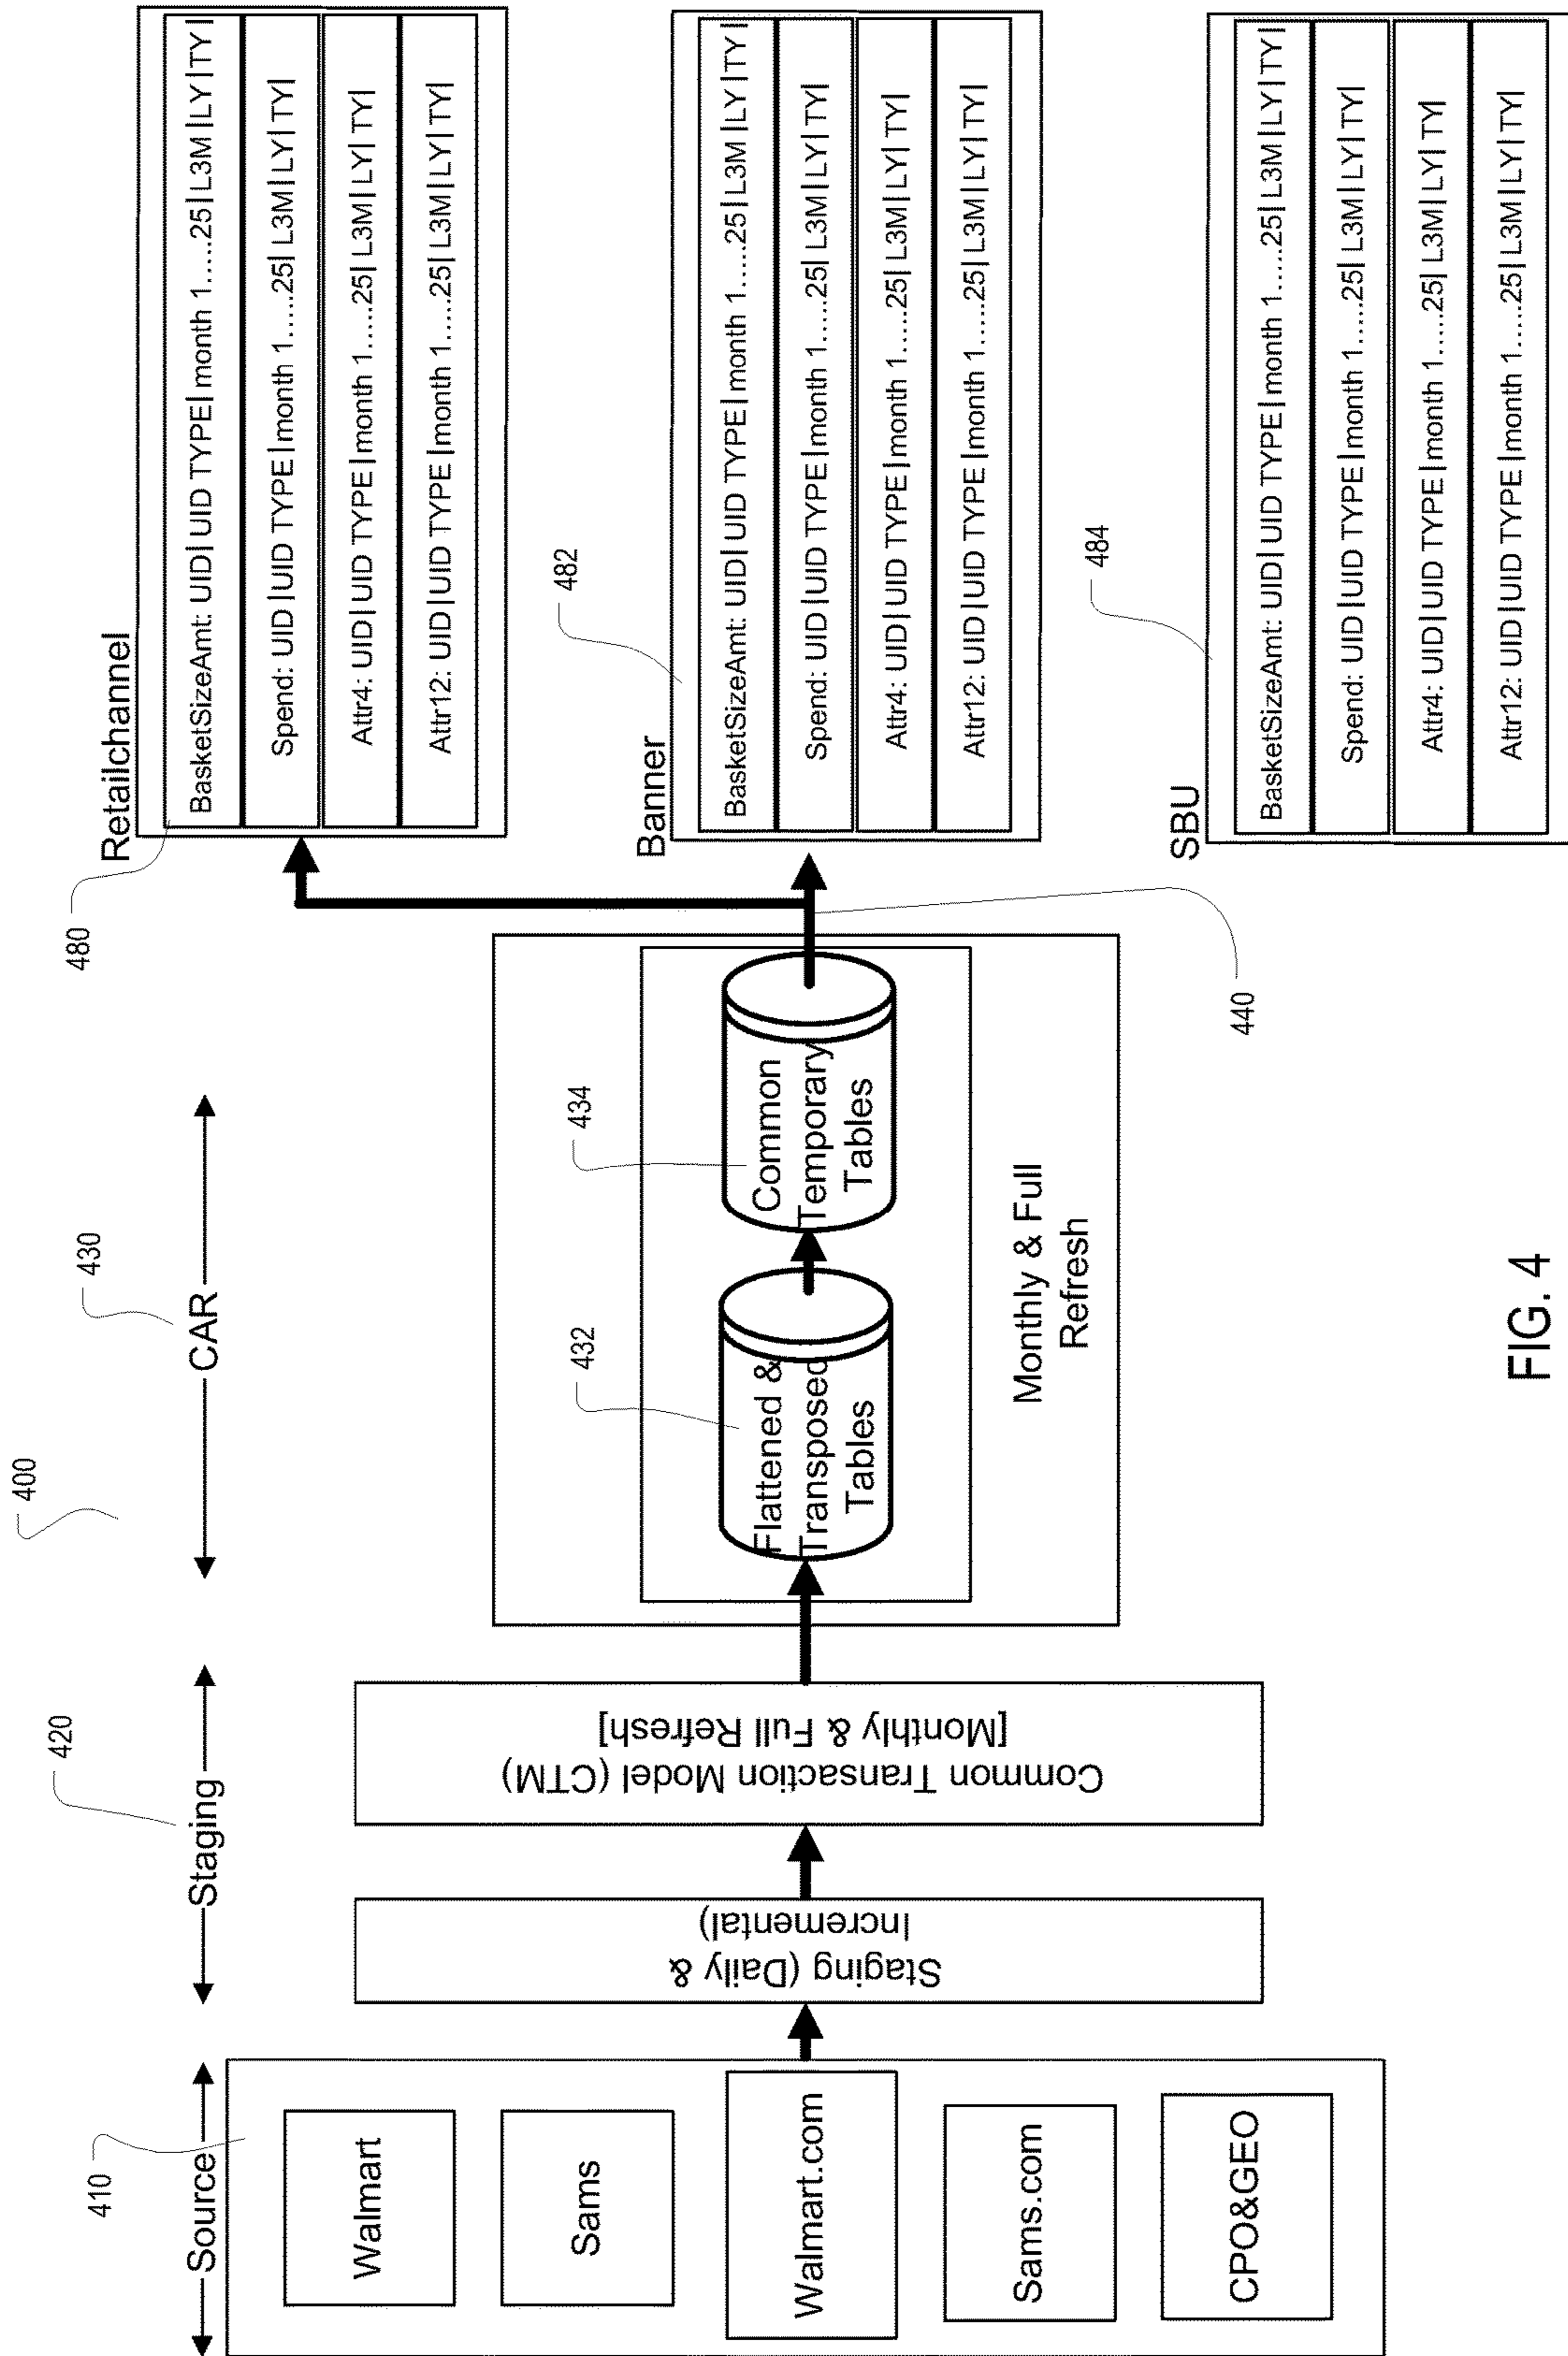 400
410
Source
Walmart
Sams
Walmart.com
Sams.com
CPO&GEO
420
Staging
Staging (Daily &
Incremental)
Common Transaction Model (CTM)
[Monthly & Full Refresh]
430
CAR
432
Flattened &
Transposed
Tables
434
Common
Temporary
Tables
Monthly & Full
Refresh
440
480
Retailchannel
BasketSizeAmt: UID| UID TYPE| month 1.....25| L3M |LY |TY |
Spend: UID |UID TYPE |month 1.....25| L3M| LY| TY|
Attr4: UID| UID TYPE |month 1.....25| L3M| LY| TY|
Attr12: UID |UID TYPE |month 1.....25| L3M| LY| TY|
482
Banner
BasketSizeAmt: UID| UID TYPE| month 1.....25| L3M |LY |TY |
Spend: UID |UID TYPE |month 1.....25| L3M| LY| TY|
Attr4: UID| UID TYPE |month 1.....25| L3M| LY| TY|
Attr12: UID |UID TYPE |month 1.....25| L3M| LY| TY|
484
SBU
BasketSizeAmt: UID| UID TYPE| month 1.....25| L3M| LY| TY|
Spend: UID |UID TYPE |month 1.....25| L3M| LY| TY|
Attr4: UID| UID TYPE |month 1.....25| L3M| LY| TY|
Attr12: UID |UID TYPE |month 1.....25| L3M| LY| TY|
FIG. 4